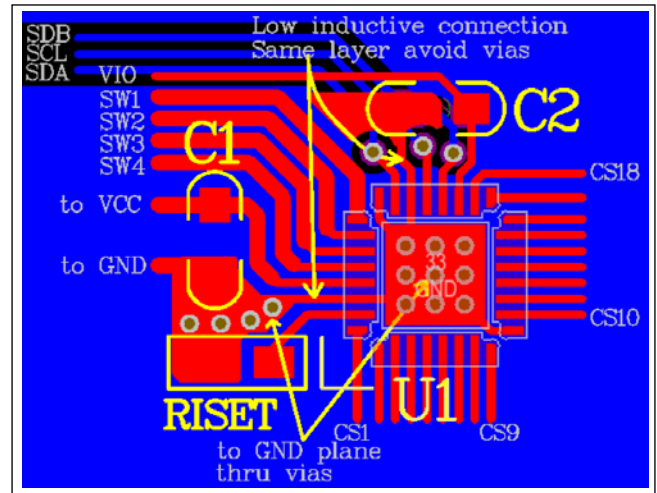 Low inductive connection
Same layer avoid vias
SDB
SCL
SDA
VIO
SW1
SW2
SW3
SW4
C1
C2
to VCC
to GND
CS18
CS10
33
GND
RISET
U1
CS1
CS9
to GND plane
thru vias